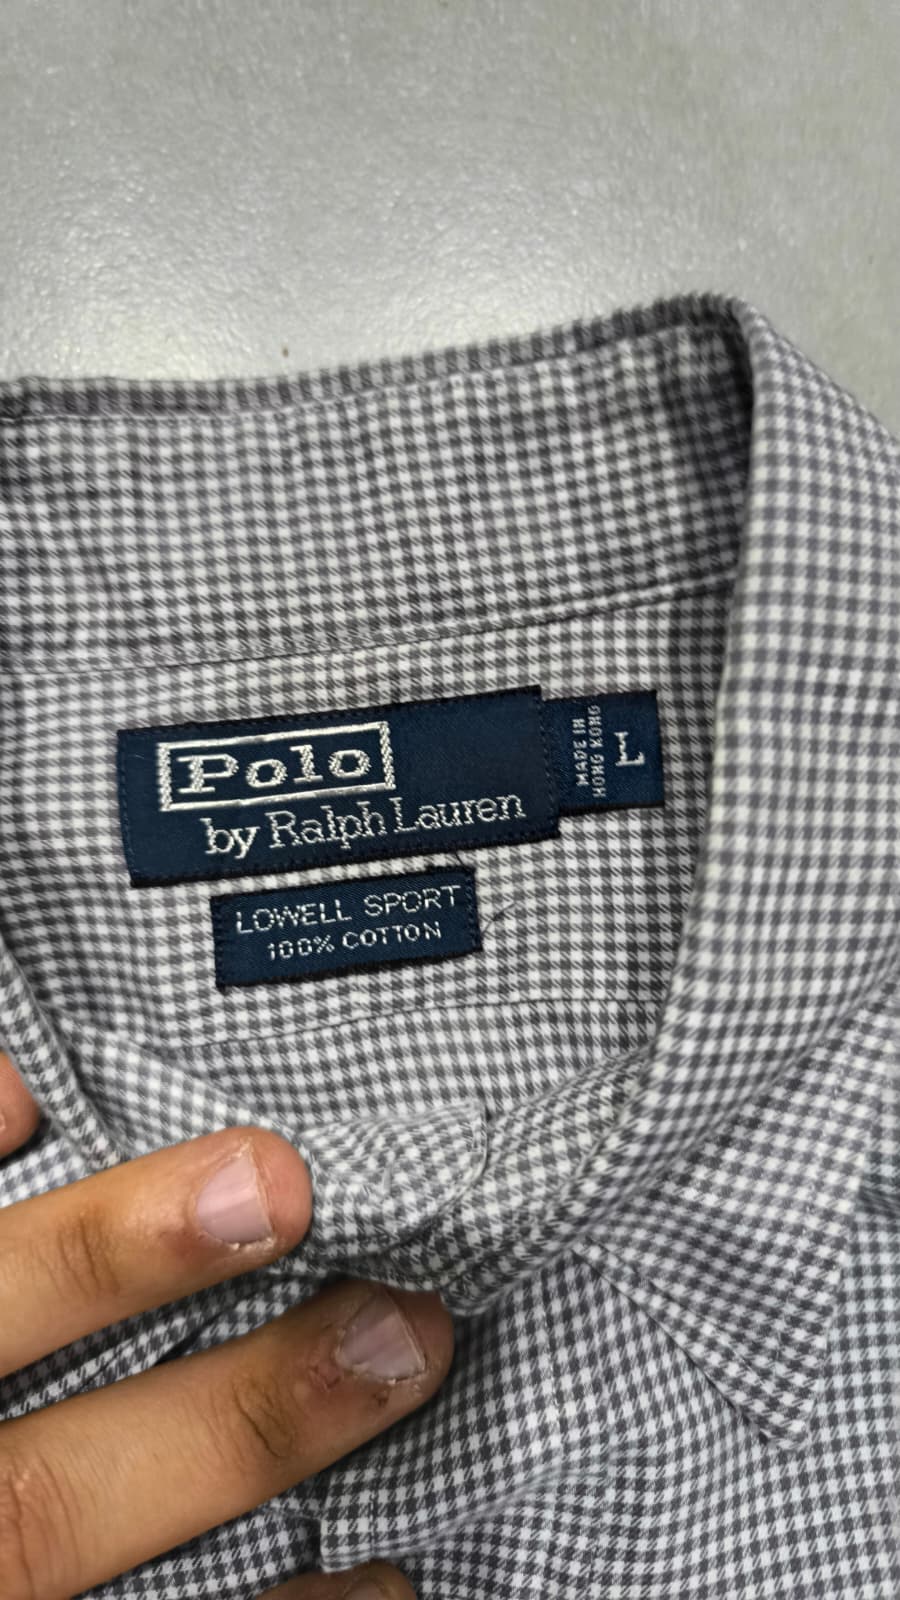 Polo
by Ralph Lauren
MADE IN
HONG KONG
L
LOWELL SPORT
100% COTTON